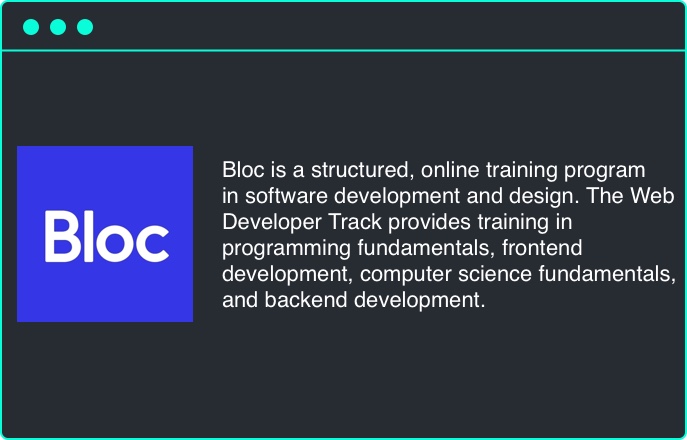 Bloc
Bloc is a structured, online training program
in software development and design. The Web
Developer Track provides training in
programming fundamentals, frontend
development, computer science fundamentals,
and backend development.